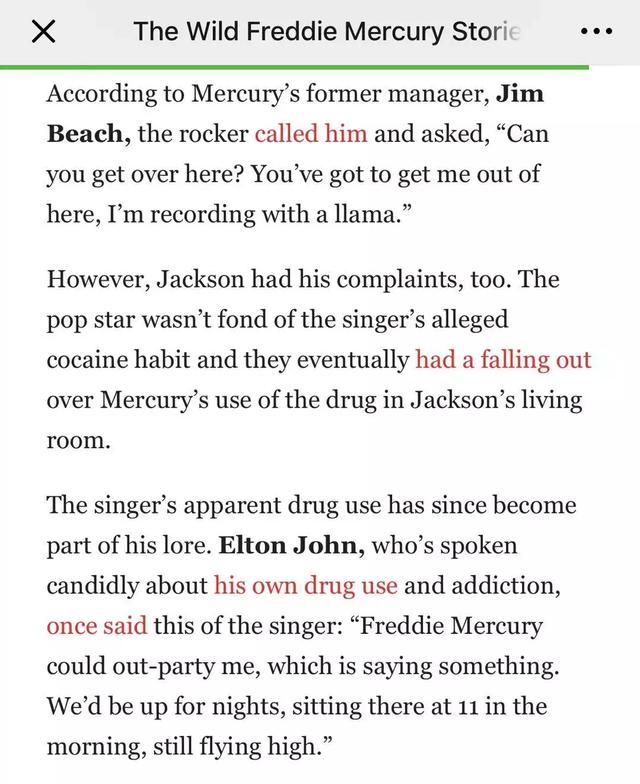 The Wild Freddie Mercury Storie
According to Mercury’s former manager, Jim
Beach, the rocker called him and asked, “Can
you get over here? You’ve got to get me out of
here, I’m recording with a llama.”
However, Jackson had his complaints, too. The
pop star wasn’t fond of the singer’s alleged
cocaine habit and they eventually had a falling out
over Mercury’s use of the drug in Jackson’s living
room.
The singer’s apparent drug use has since become
part of his lore. Elton John, who’s spoken
candidly about his own drug use and addiction,
once said this of the singer: “Freddie Mercury
could out-party me, which is saying something.
We’d be up for nights, sitting there at 11 in the
morning, still flying high.”